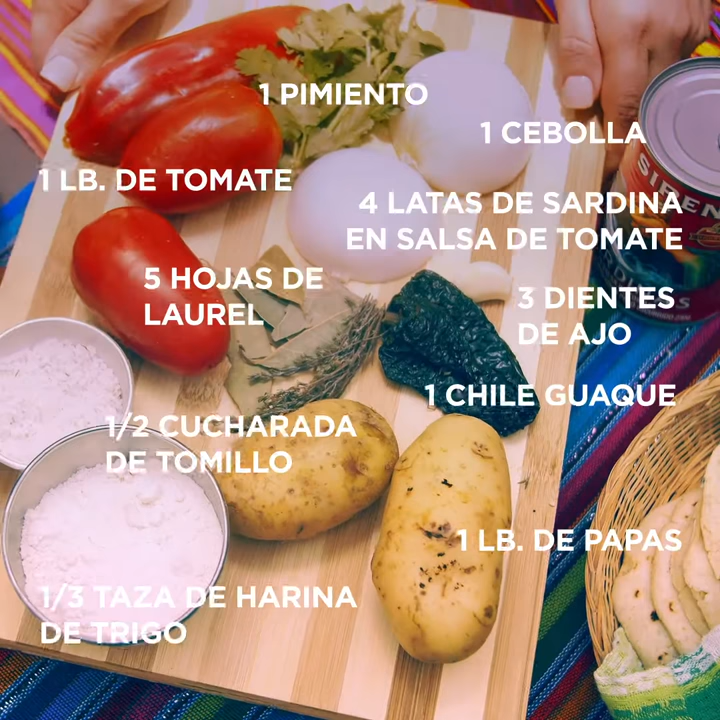 1 PIMIENTO
1 CEBOLLA
1 LB. DE TOMATE
4 LATAS DE SARDINA
EN SALSA DE TOMATE
5 HOJAS DE
LAUREL
3 DIENTES
DE AJO
1 CHILE GUAQUE
1/2 CUCHARADA
DE TOMILLO
1 LB. DE PAPAS
1/3 TAZA DE HARINA
DE TRIGO
SIREN